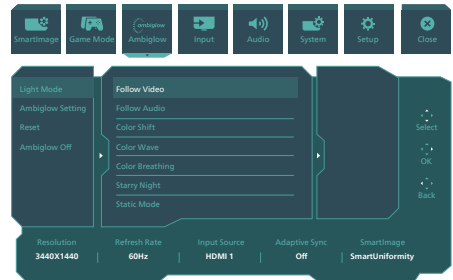 SmartImage Game Mode Ambiglow Input Audio System Setup Close
ambiglow
Light Mode
Ambiglow Setting
Reset
Ambiglow Off
Follow Video
Follow Audio
Color Shift
Color Wave
Color Breathing
Starry Night
Static Mode
Select
OK
Back
Resolution Refresh Rate Input Source Adaptive Sync SmartImage
3440X1440 60Hz HDMI 1 Off SmartUniformity